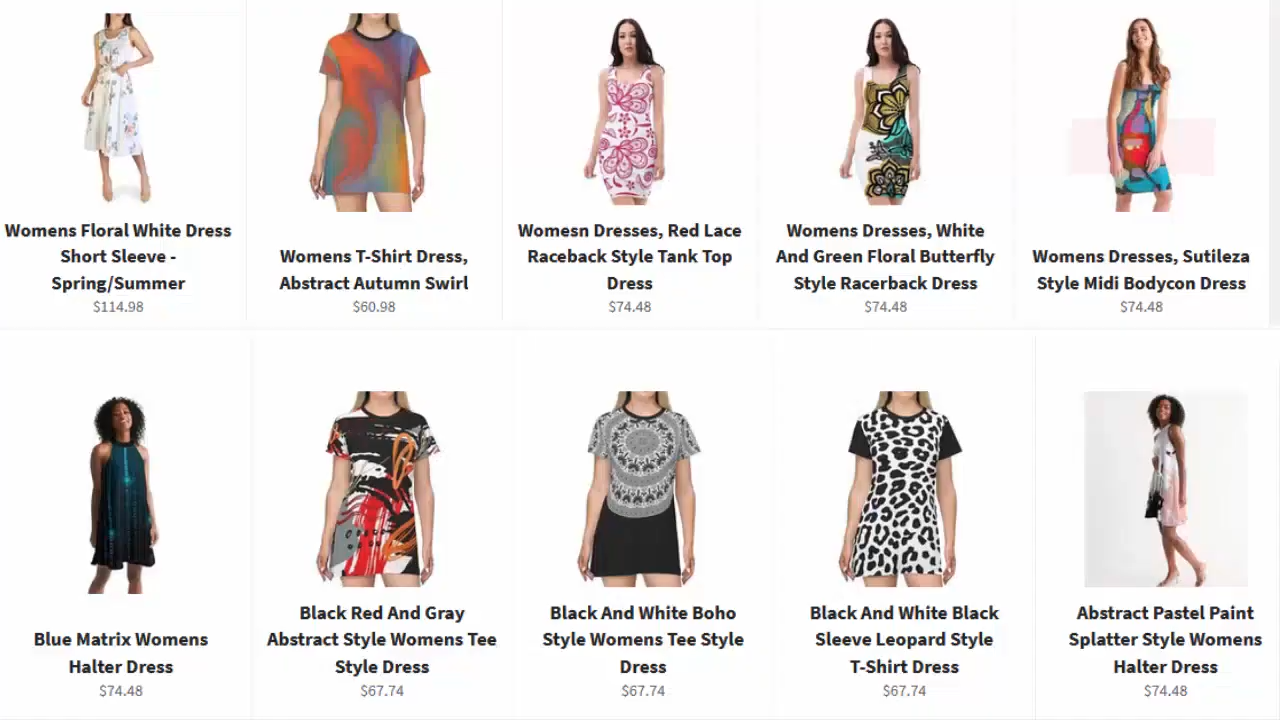 Womens Floral White Dress
Short Sleeve -
Spring/Summer
$114.98
Womens T-Shirt Dress,
Abstract Autumn Swirl
$60.98
Womesn Dresses, Red Lace
Raceback Style Tank Top
Dress
$74.48
Womens Dresses, White
And Green Floral Butterfly
Style Racerback Dress
$74.48
Womens Dresses, Sutileza
Style Midi Bodycon Dress
$74.48
Blue Matrix Womens
Halter Dress
$74.48
Black Red And Gray
Abstract Style Womens Tee
Style Dress
$67.74
Black And White Boho
Style Womens Tee Style
Dress
$67.74
Black And White Black
Sleeve Leopard Style
T-Shirt Dress
$67.74
Abstract Pastel Paint
Splatter Style Womens
Halter Dress
$74.48